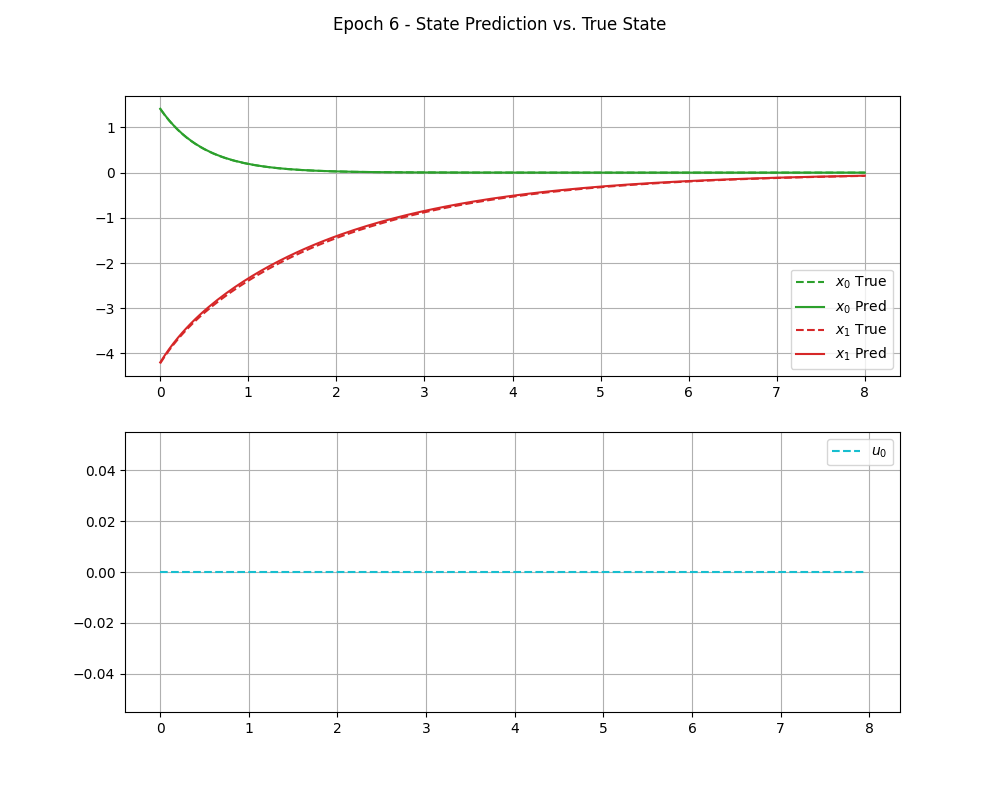 Epoch 6 - State Prediction vs. True State
1
0
−1
−2
−3
−4
x₀ True
x₀ Pred
x₁ True
x₁ Pred
0 1 2 3 4 5 6 7 8
0.04
0.02
0.00
−0.02
−0.04
u₀
0 1 2 3 4 5 6 7 8